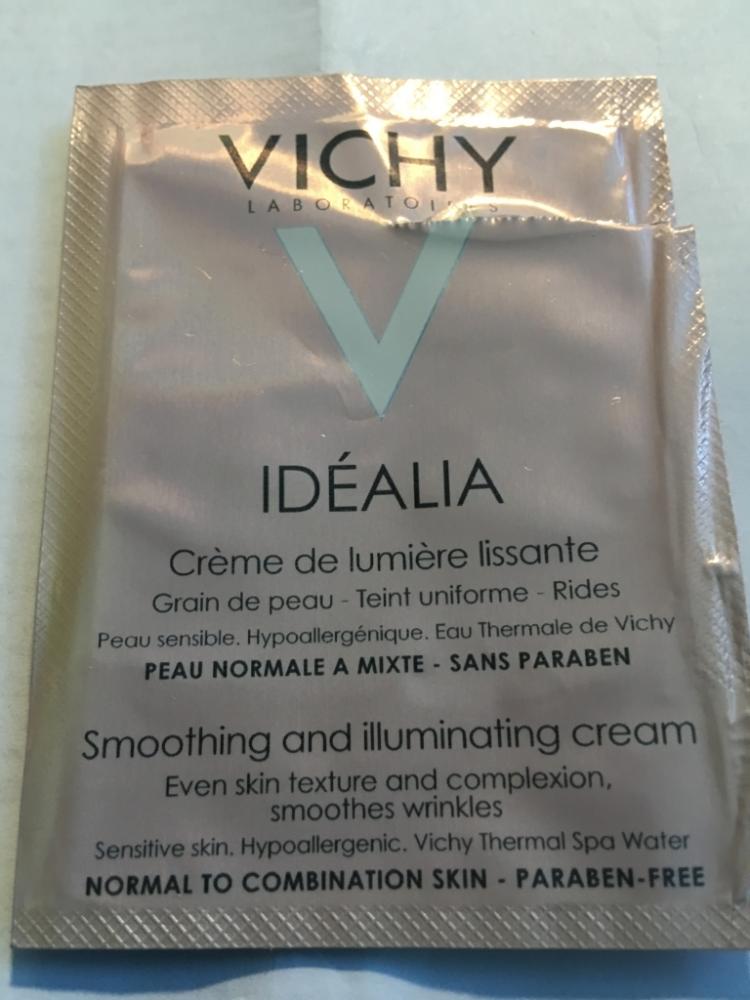 VICHY
LABORATOIRES
V
IDÉALIA
Crème de lumière lissante
Grain de peau - Teint uniforme - Rides
Peau sensible. Hypoallergénique. Eau Thermale de Vichy
PEAU NORMALE A MIXTE - SANS PARABEN
Smoothing and illuminating cream
Even skin texture and complexion,
smoothes wrinkles
Sensitive skin. Hypoallergenic. Vichy Thermal Spa Water
NORMAL TO COMBINATION SKIN - PARABEN-FREE